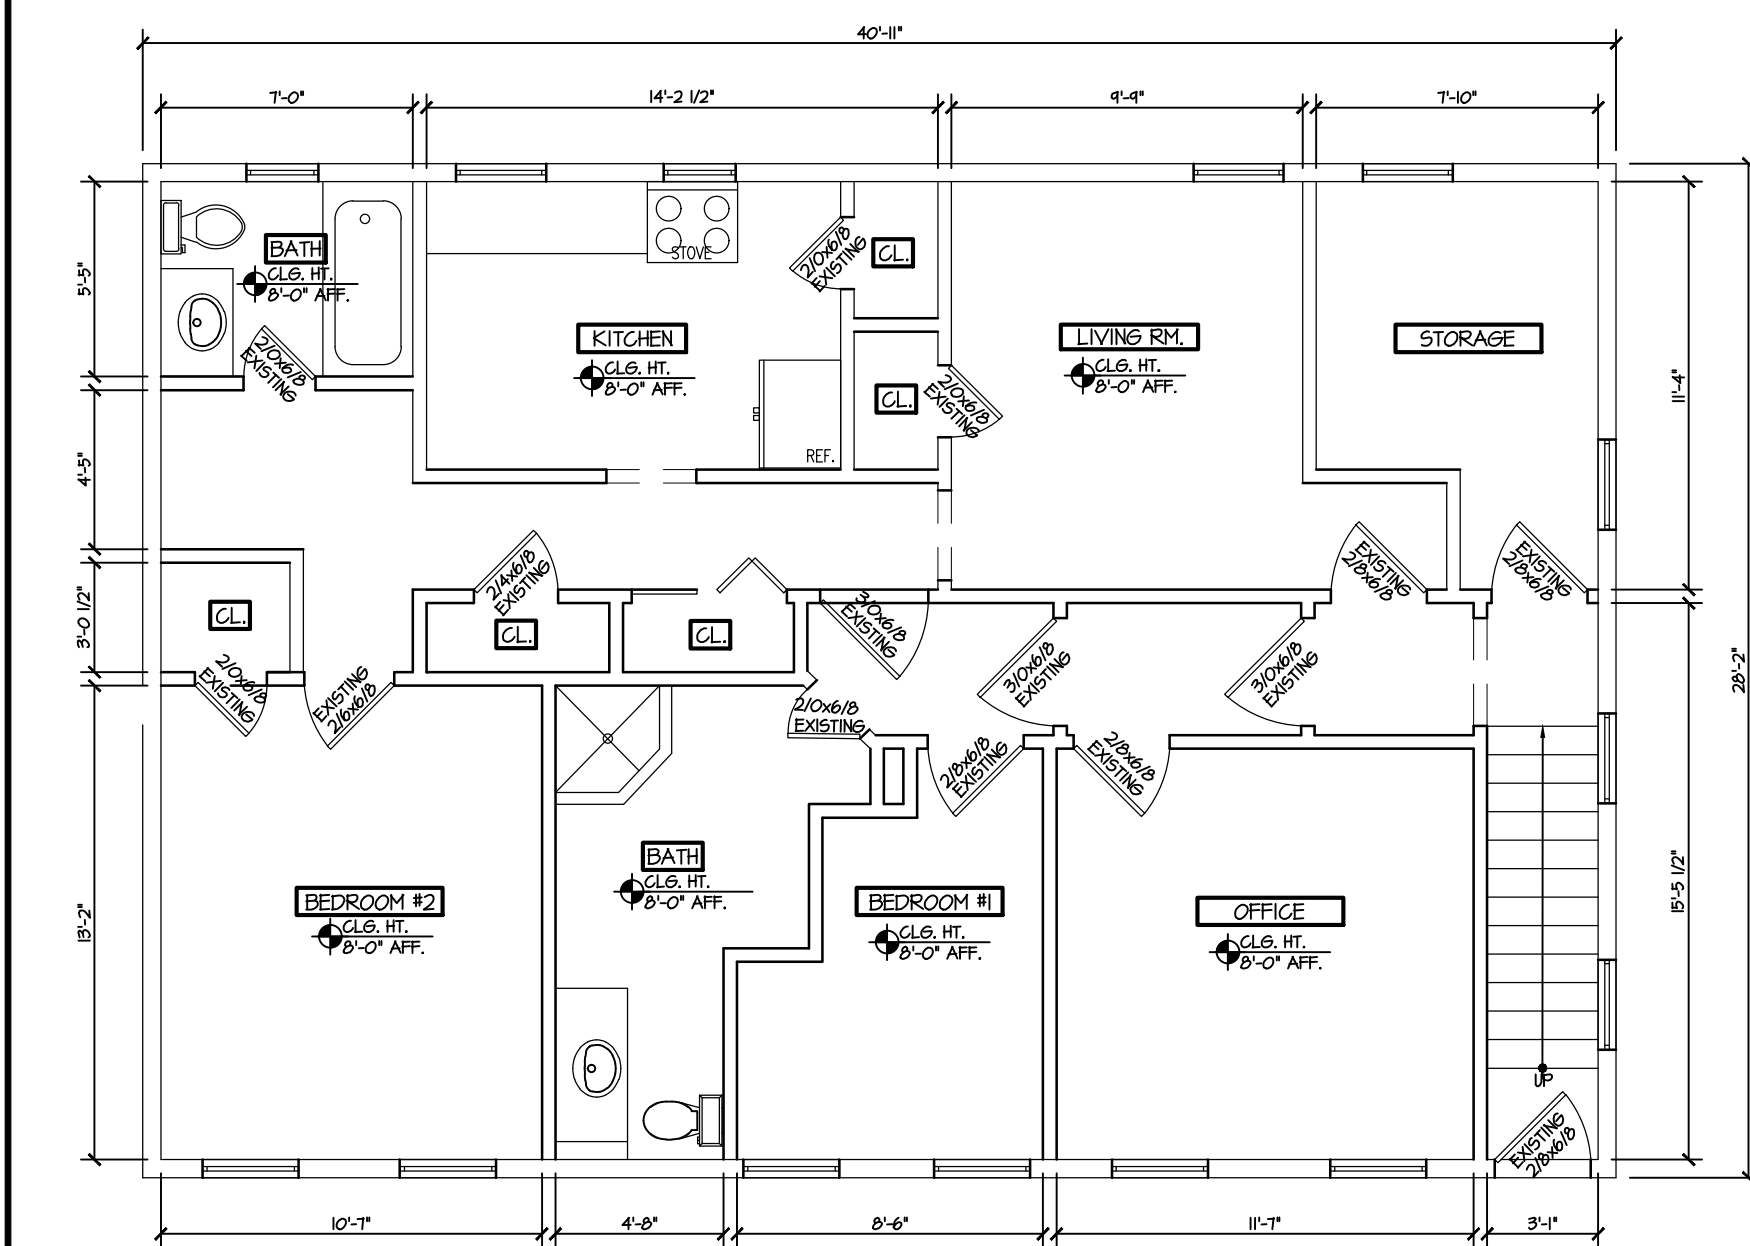 40'-11"
7'-0"
14'-2 1/2"
9'-9"
7'-10"
BATH
CLG. HT.
8'-0" AFF.
5'-5"
2/0x6/8
EXISTING
STOVE
2/0x6/8
EXISTING
CL.
KITCHEN
CLG. HT.
8'-0" AFF.
REF.
CL.
2/0x6/8
EXISTING
LIVING RM.
CLG. HT.
8'-0" AFF.
STORAGE
11'-4"
4'-5"
3'-0 1/2"
CL.
2/0x6/8
EXISTING
EXISTING
2/6x6/8
2/4x6/8
EXISTING
CL.
CL.
3/0x6/8
EXISTING
2/0x6/8
EXISTING
3/0x6/8
EXISTING
3/0x6/8
EXISTING
EXISTING
2/8x6/8
EXISTING
2/8x6/8
28'-2"
2/8x6/8
EXISTING
2/8x6/8
EXISTING
13'-2"
BEDROOM #2
CLG. HT.
8'-0" AFF.
BATH
CLG. HT.
8'-0" AFF.
BEDROOM #1
CLG. HT.
8'-0" AFF.
OFFICE
CLG. HT.
8'-0" AFF.
15'-5 1/2"
UP
EXISTING
2/8x6/8
10'-7"
4'-8"
8'-6"
11'-7"
3'-1"